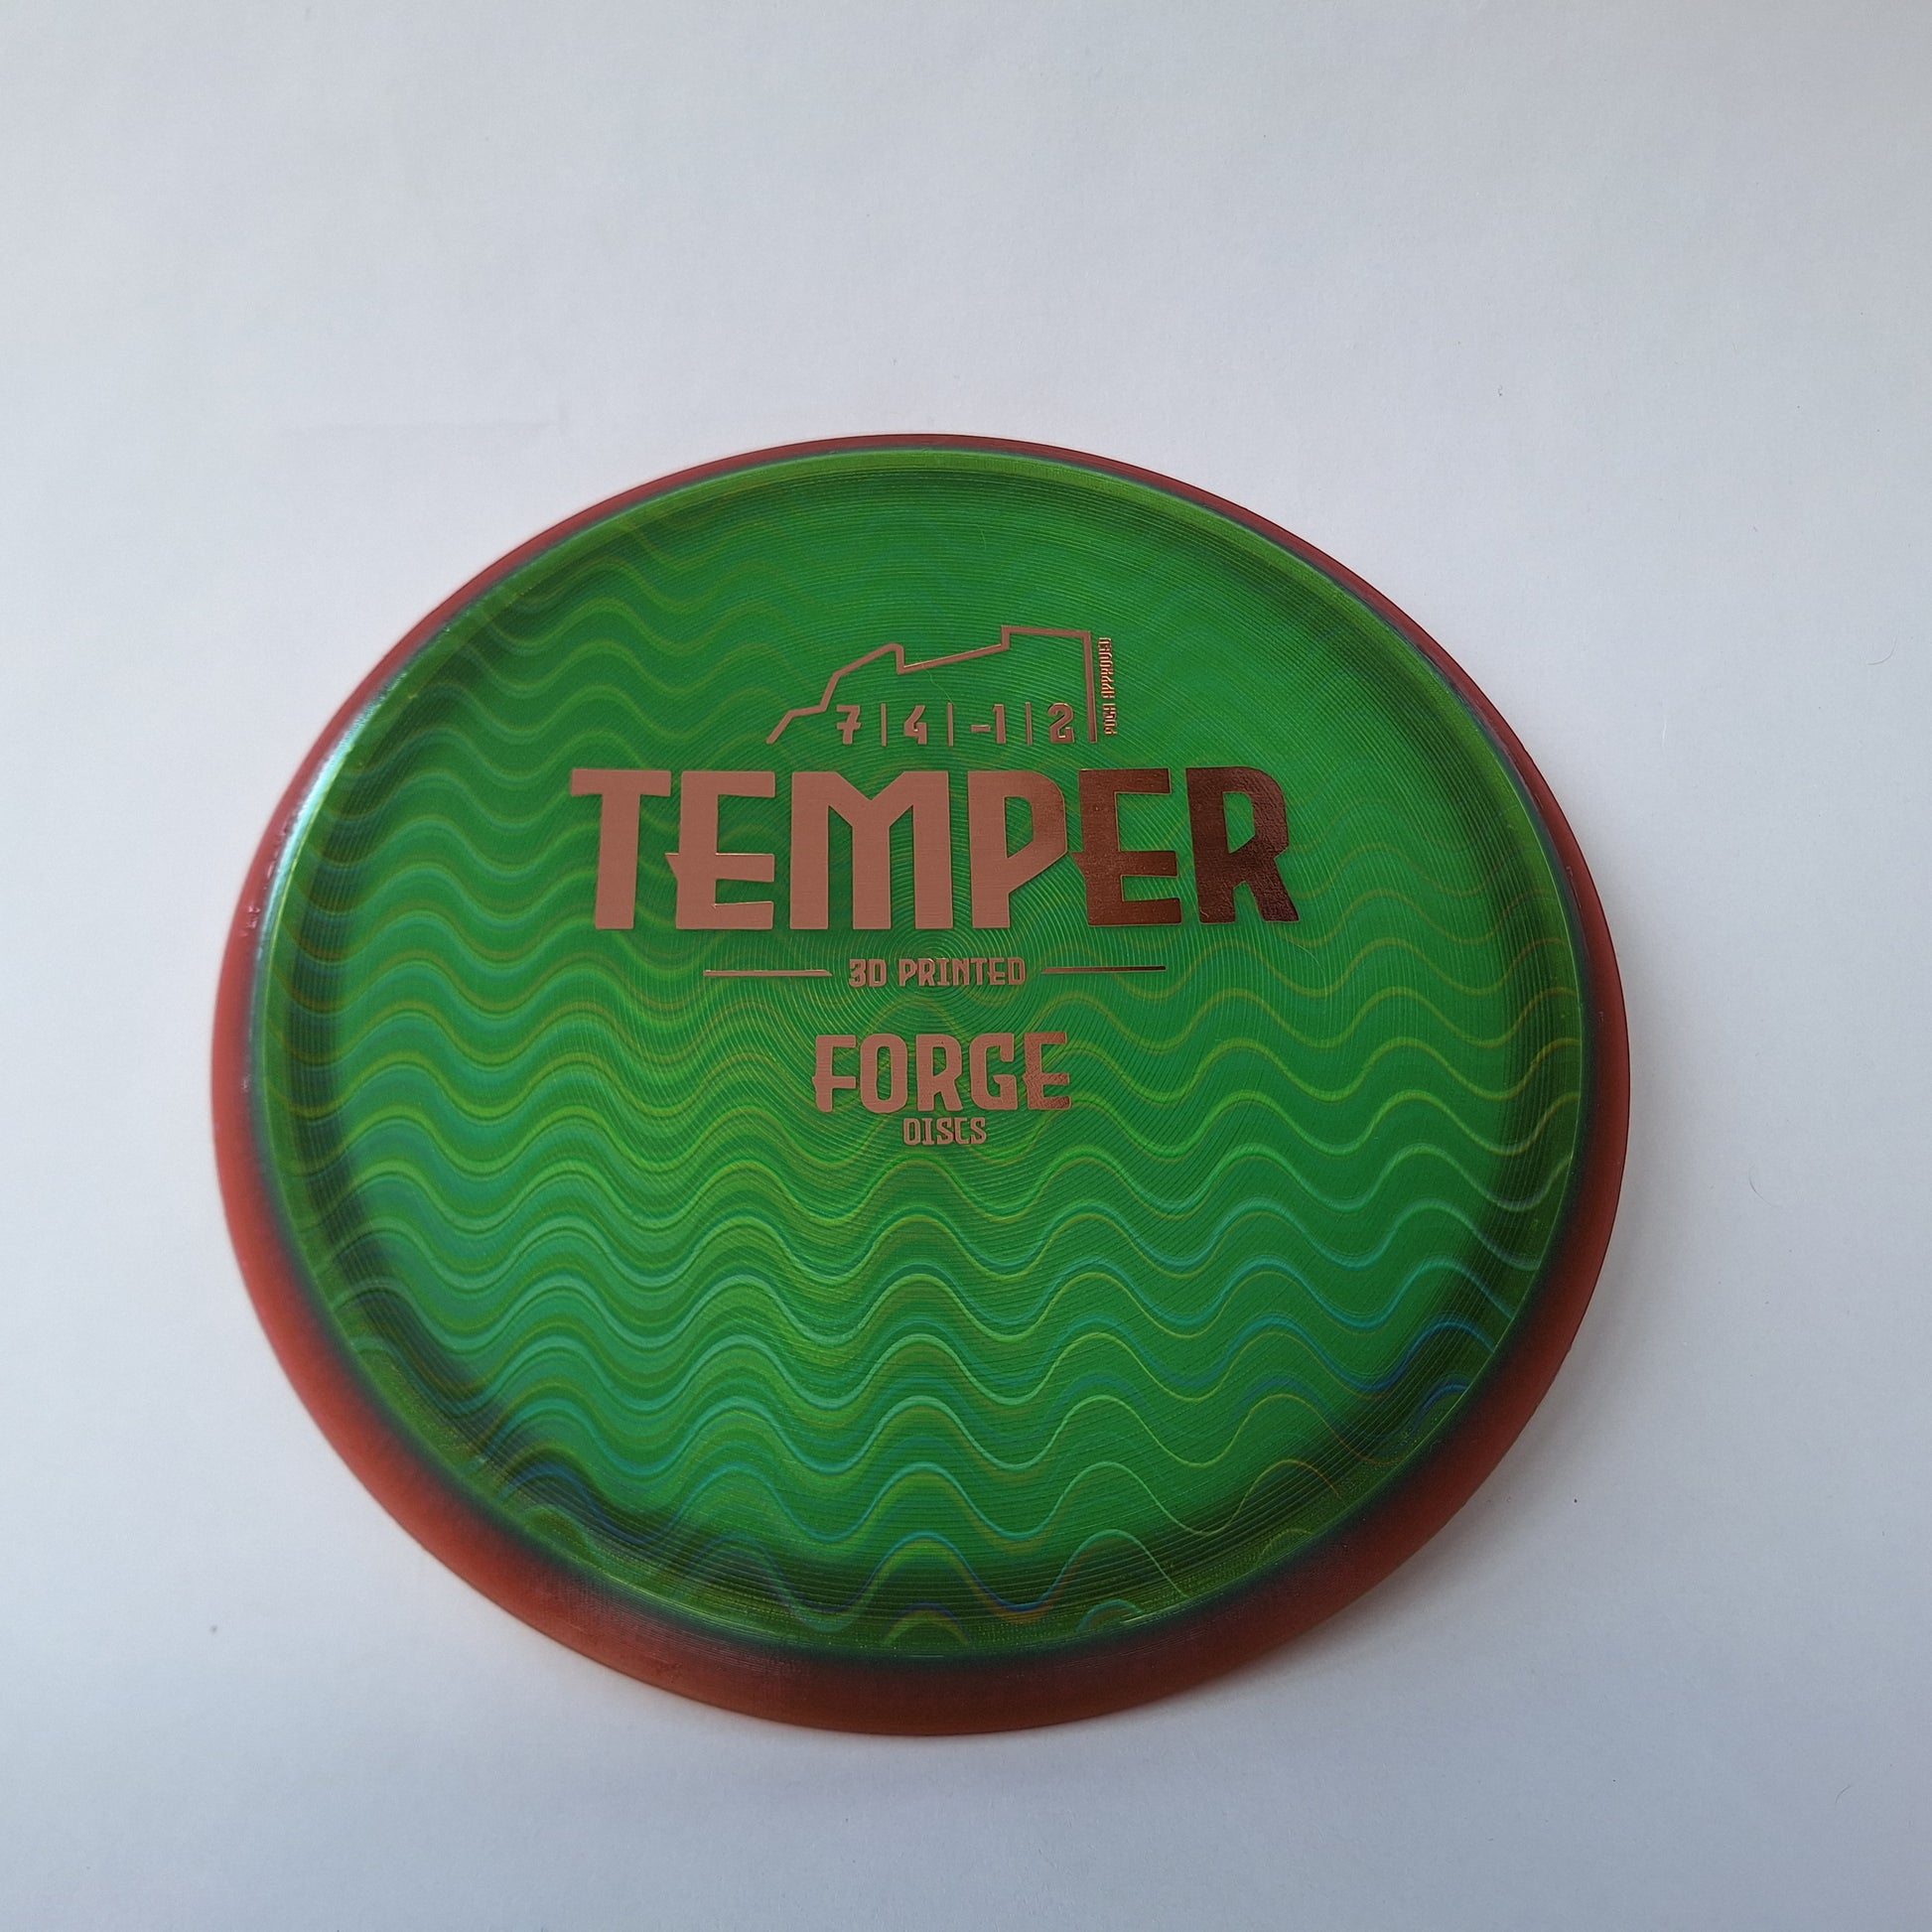 7 | 4 | -1 | 2
PDGA APPROVED
TEMPER
3D PRINTED
FORGE
DISCS